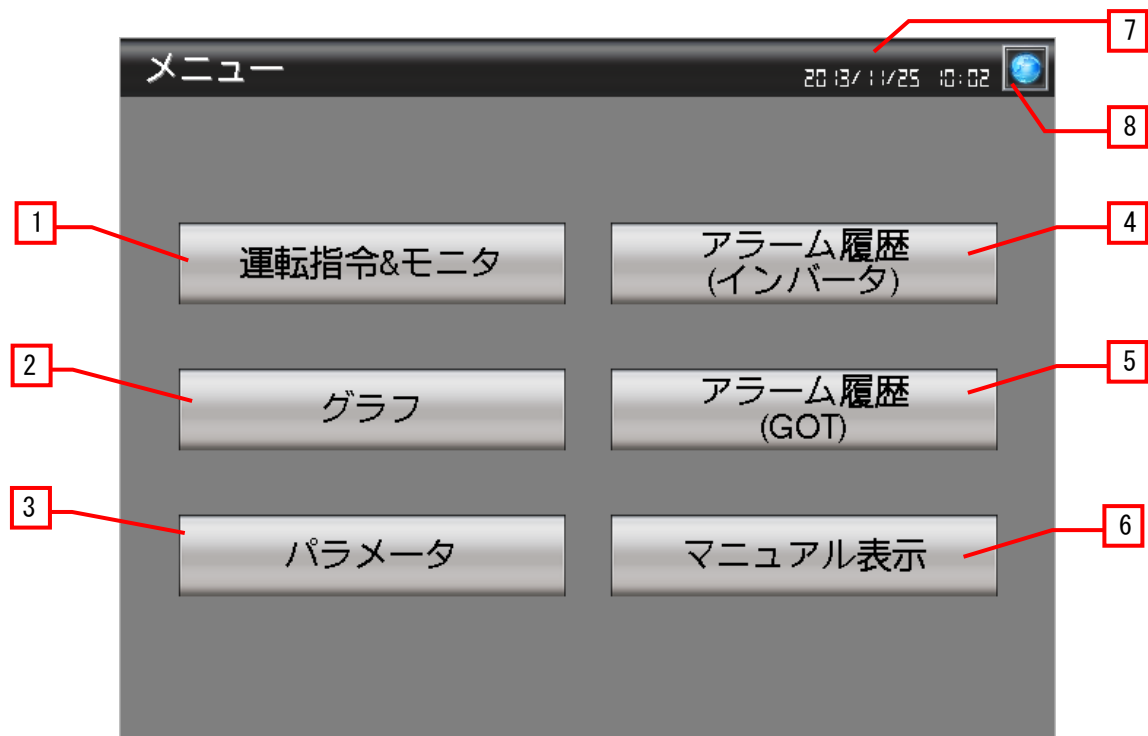 7
メニュー
2013/11/25 10:02
8
1
運転指令&モニタ
アラーム履歴
(インバータ)
4
2
グラフ
アラーム履歴
(GOT)
5
3
パラメータ
マニュアル表示
6